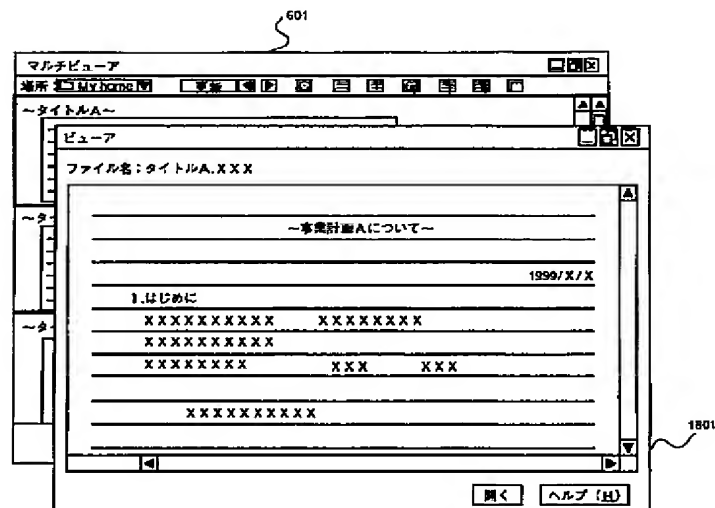 601
マルチビューア
場所 My home 更新
～タイトルA～
ビューア
ファイル名：タイトルA.XXX
～タ
～事業計画Aについて～
1999/X/X
1.はじめに
XXXXXXXXXX XXXXXXXX
XXXXXXXXXX
～タ
XXXXXXXX XXX XXX
XXXXXXXXXX
1801
開く ヘルプ（H）